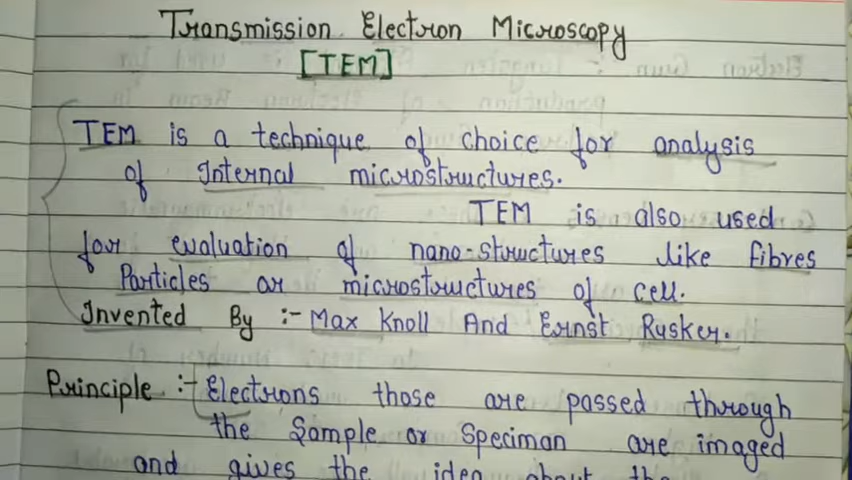 Transmission Electron Microscopy
[TEM]
TEM is a technique of choice for analysis
of Internal microstructures.
TEM is also used
for evaluation of nano-structures like fibres
Particles or microstructures of cell.
Invented By :- Max Knoll And Ernst Rusker.
Principle :- Electrons those are passed through
the Sample or Speciman are imaged
and gives the idea about the